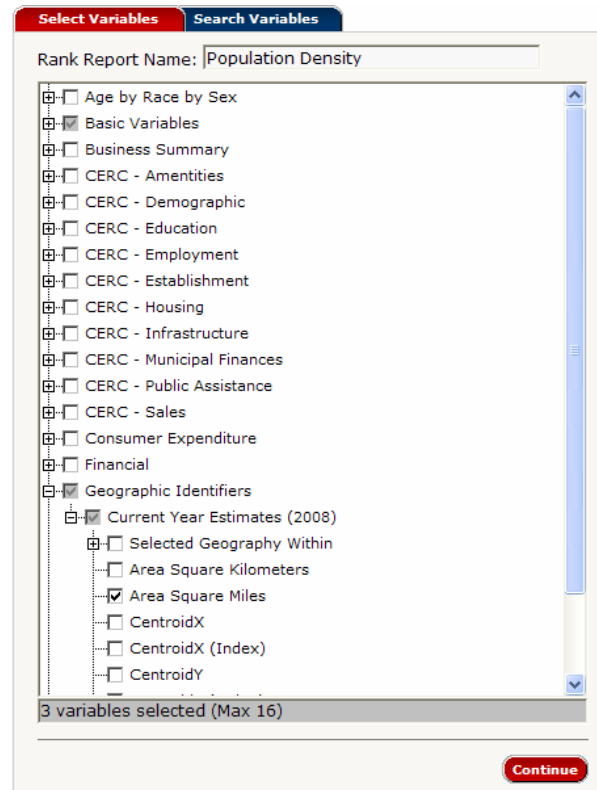 Select Variables Search Variables
Rank Report Name: Population Density
Age by Race by Sex
Basic Variables
Business Summary
CERC - Amentities
CERC - Demographic
CERC - Education
CERC - Employment
CERC - Establishment
CERC - Housing
CERC - Infrastructure
CERC - Municipal Finances
CERC - Public Assistance
CERC - Sales
Consumer Expenditure
Financial
Geographic Identifiers
Current Year Estimates (2008)
Selected Geography Within
Area Square Kilometers
Area Square Miles
CentroidX
CentroidX (Index)
CentroidY
3 variables selected (Max 16)
Continue